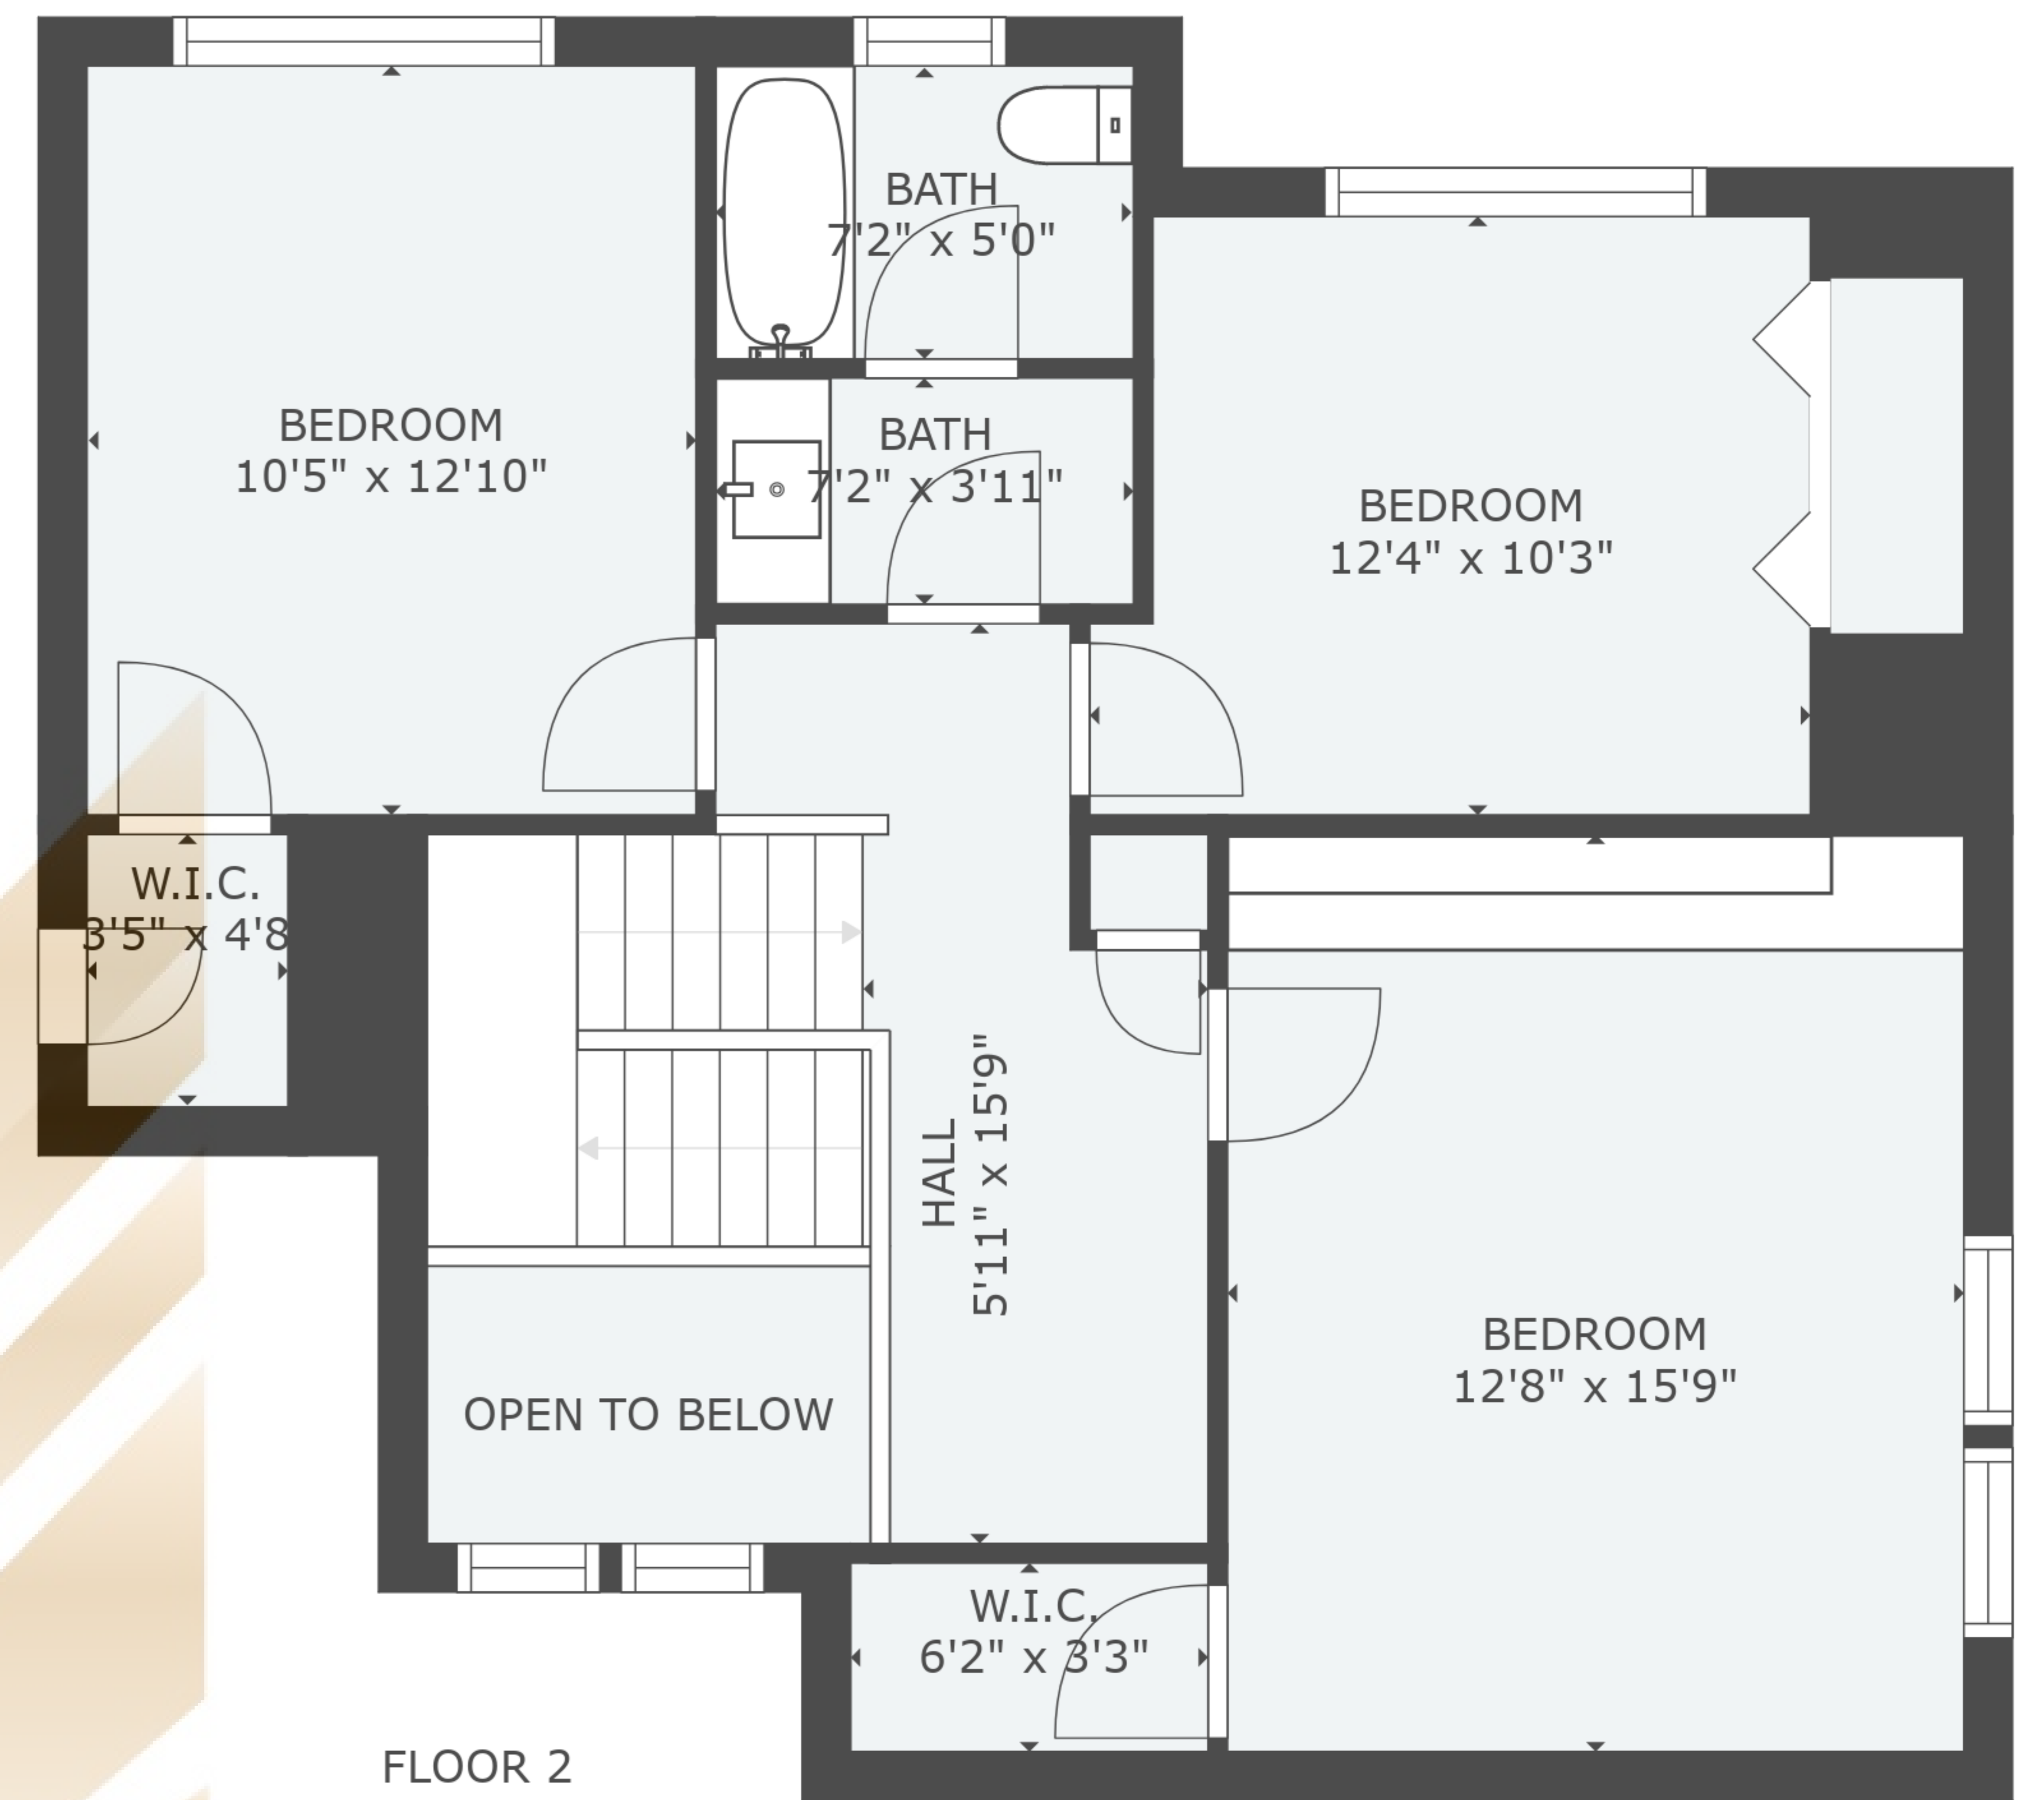 BATH
7'2" x 5'0"
BEDROOM
10'5" x 12'10"
BATH
7'2" x 3'11"
BEDROOM
12'4" x 10'3"
W.I.C.
3'5" x 4'8
HALL
5'11" x 15'9"
BEDROOM
12'8" x 15'9"
OPEN TO BELOW
W.I.C.
6'2" x 3'3"
FLOOR 2